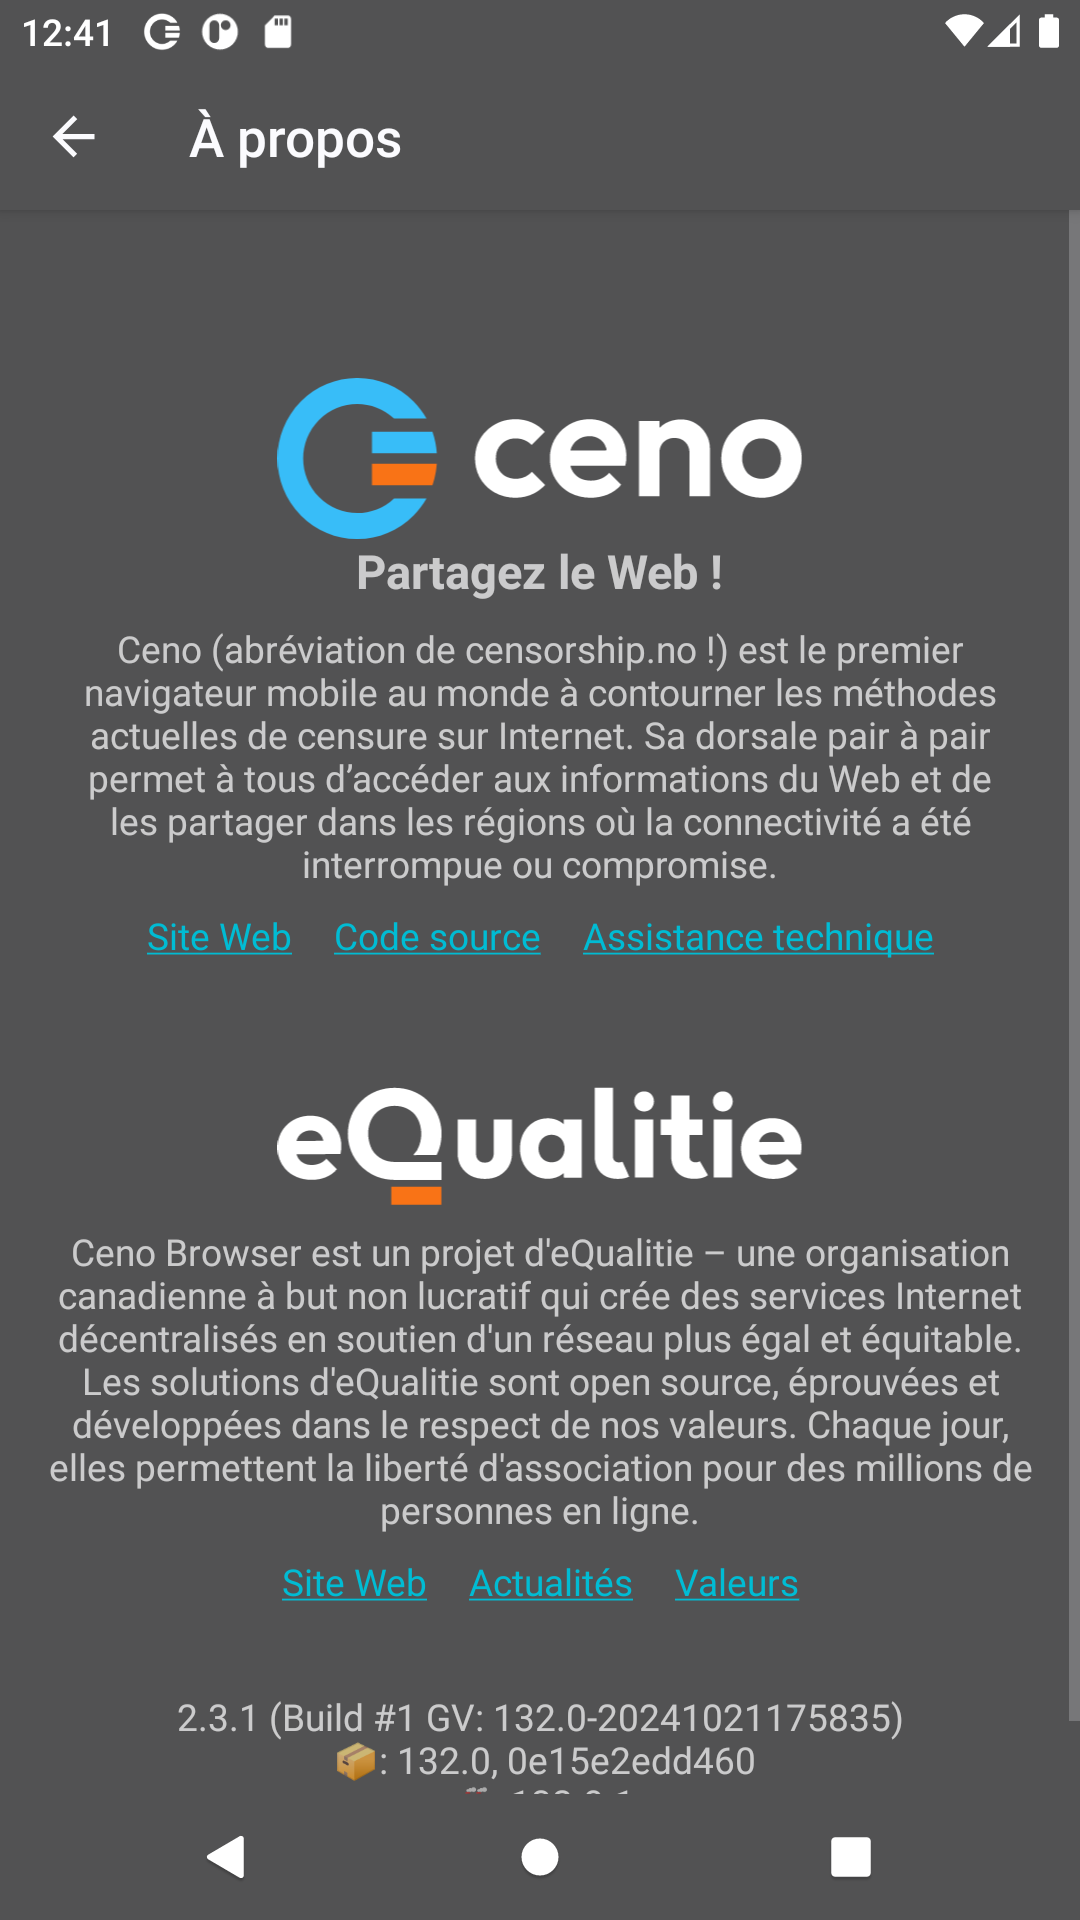 12:41
À propos
ceno
Partagez le Web !
Ceno (abréviation de censorship.no !) est le premier
navigateur mobile au monde à contourner les méthodes
actuelles de censure sur Internet. Sa dorsale pair à pair
permet à tous d’accéder aux informations du Web et de
les partager dans les régions où la connectivité a été
interrompue ou compromise.
Site Web Code source Assistance technique
eQualitie
Ceno Browser est un projet d'eQualitie – une organisation
canadienne à but non lucratif qui crée des services Internet
décentralisés en soutien d'un réseau plus égal et équitable.
Les solutions d'eQualitie sont open source, éprouvées et
développées dans le respect de nos valeurs. Chaque jour,
elles permettent la liberté d'association pour des millions de
personnes en ligne.
Site Web Actualités Valeurs
2.3.1 (Build #1 GV: 132.0-20241021175835)
📦: 132.0, 0e15e2edd460